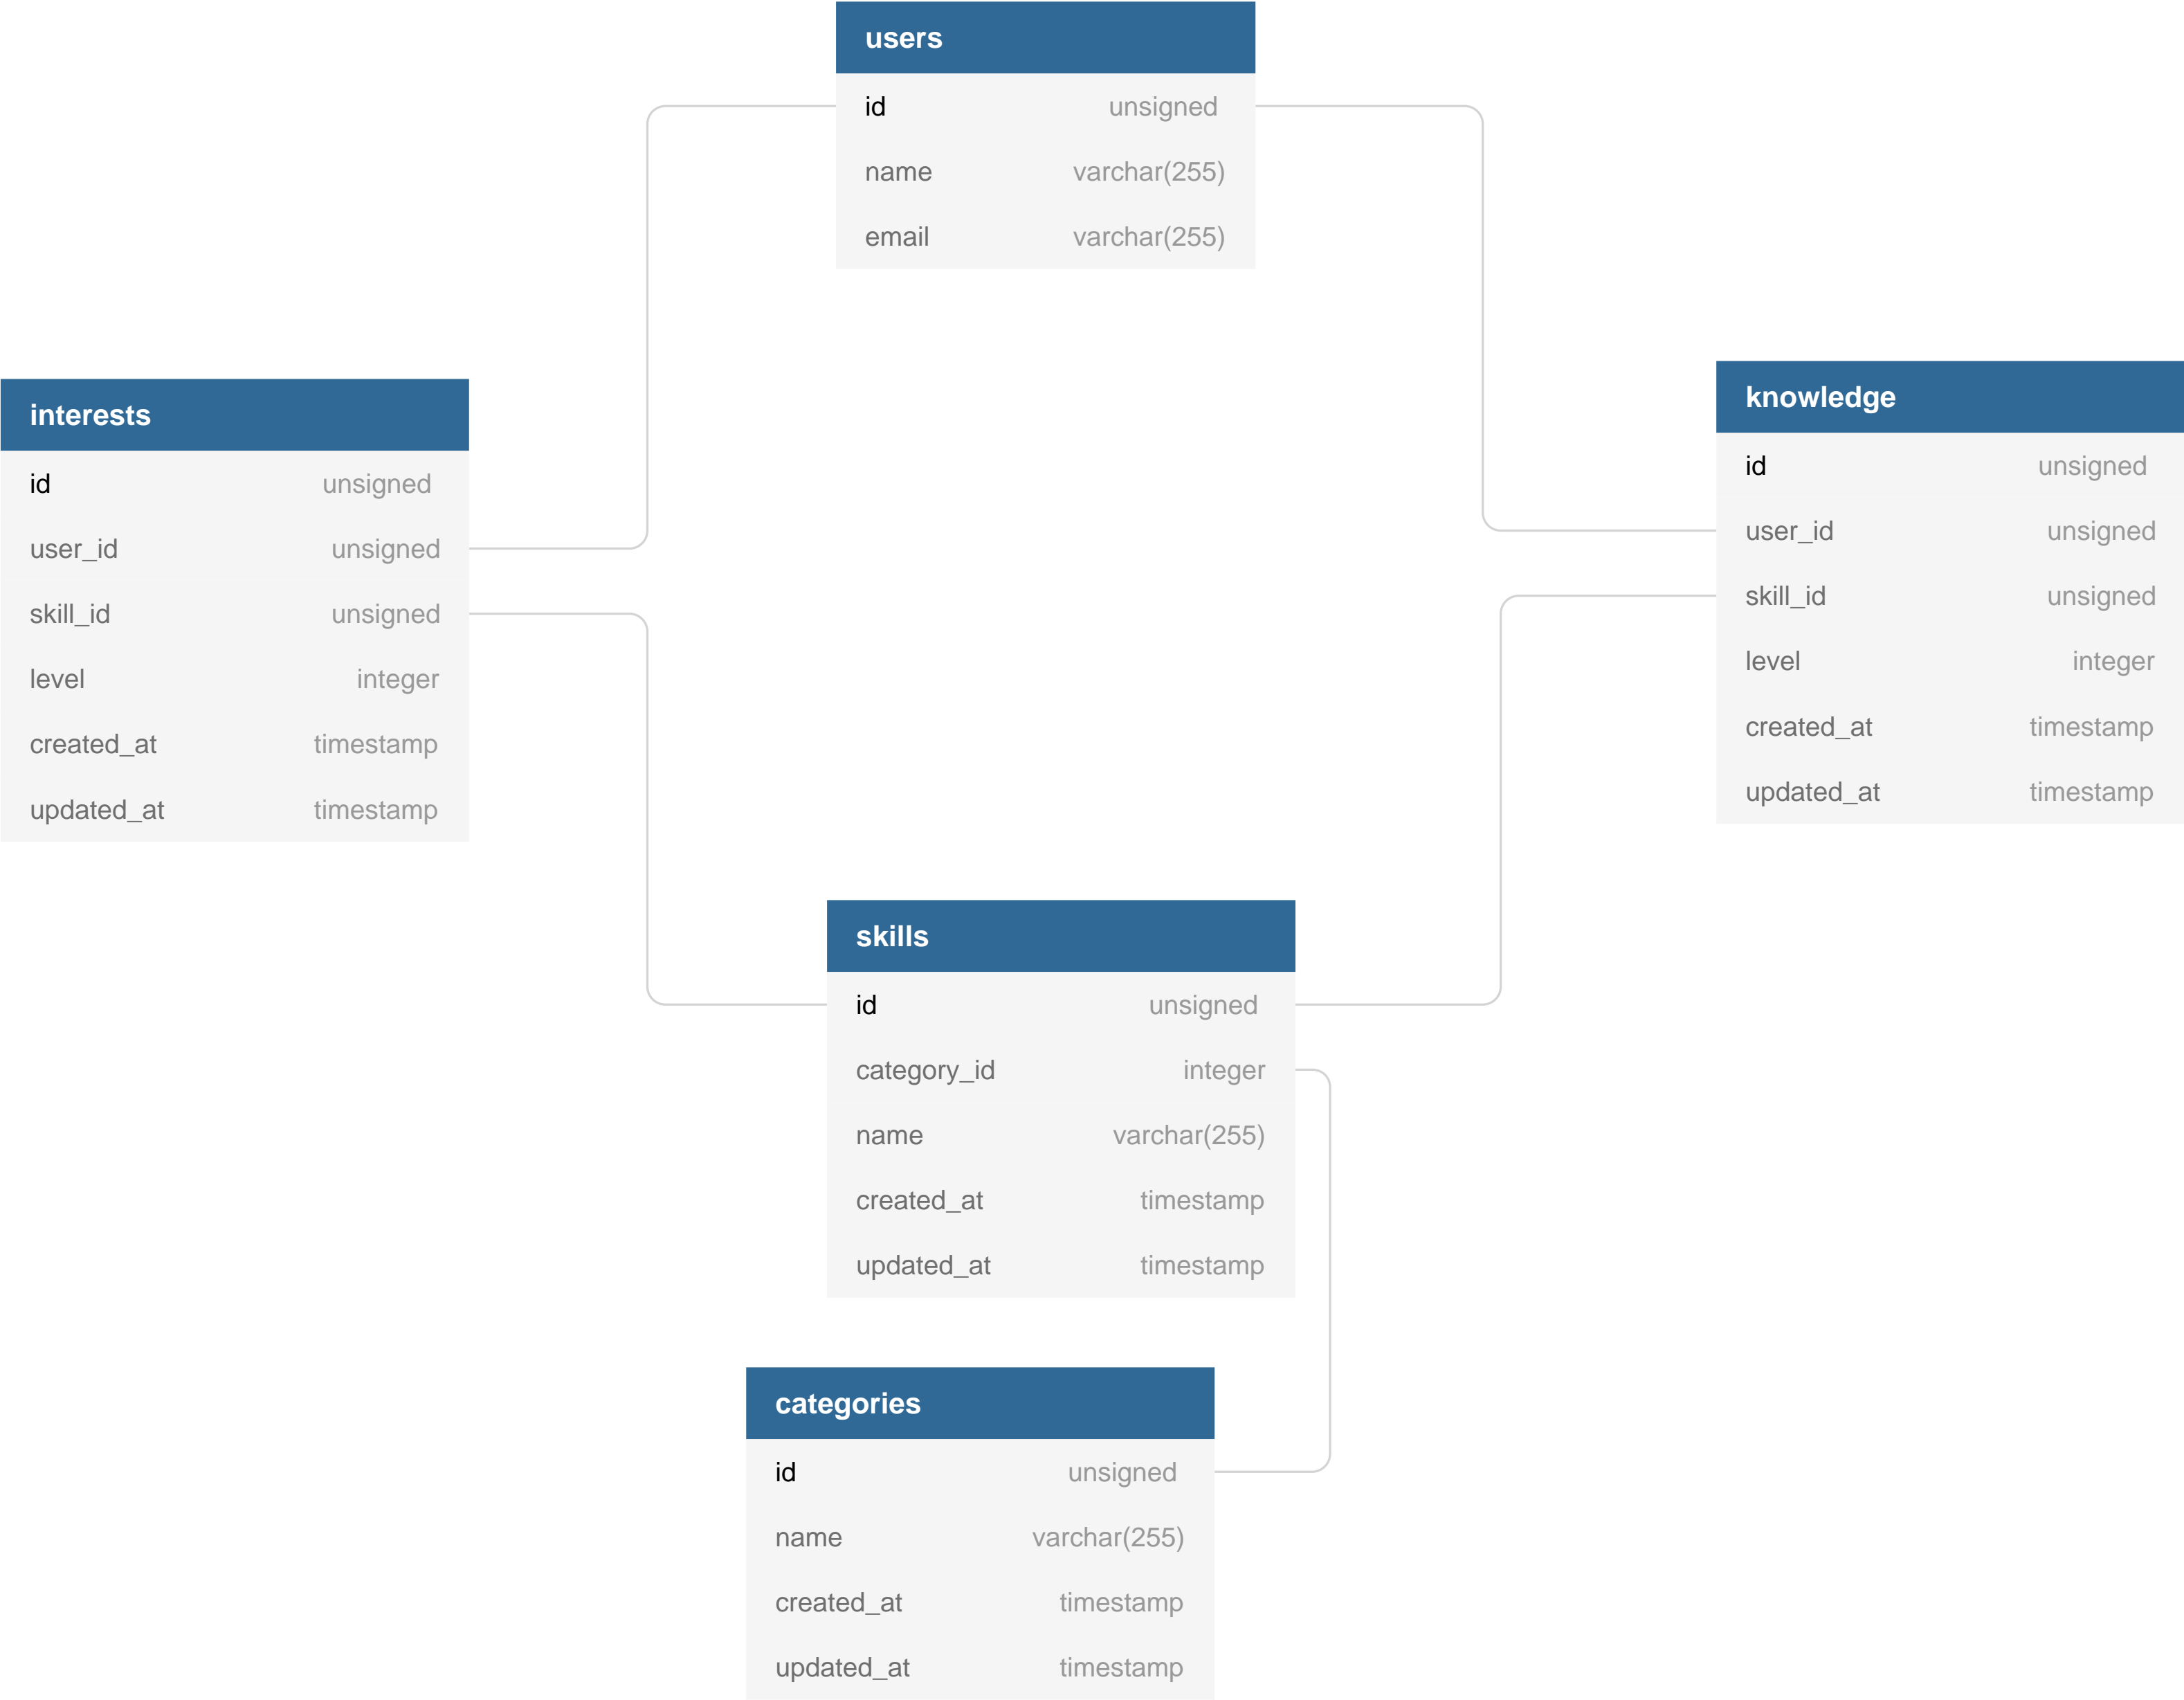 users
id unsigned
name varchar(255)
email varchar(255)
interests
id unsigned
user_id unsigned
skill_id unsigned
level integer
created_at timestamp
updated_at timestamp
knowledge
id unsigned
user_id unsigned
skill_id unsigned
level integer
created_at timestamp
updated_at timestamp
skills
id unsigned
category_id integer
name varchar(255)
created_at timestamp
updated_at timestamp
categories
id unsigned
name varchar(255)
created_at timestamp
updated_at timestamp